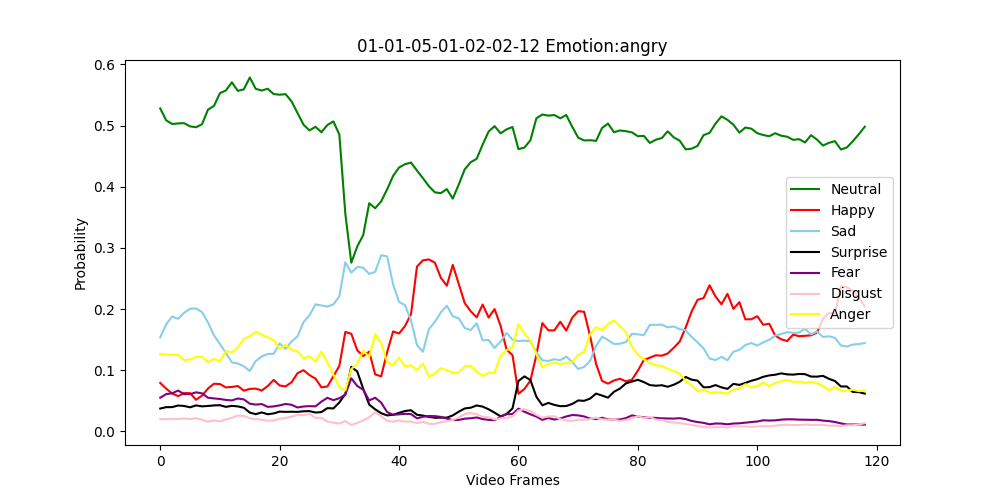 01-01-05-01-02-02-12 Emotion:angry
0.6
0.5
0.4
0.3
0.2
0.1
0.0
Probability
Neutral
Happy
Sad
Surprise
Fear
Disgust
Anger
0 20 40 60 80 100 120
Video Frames